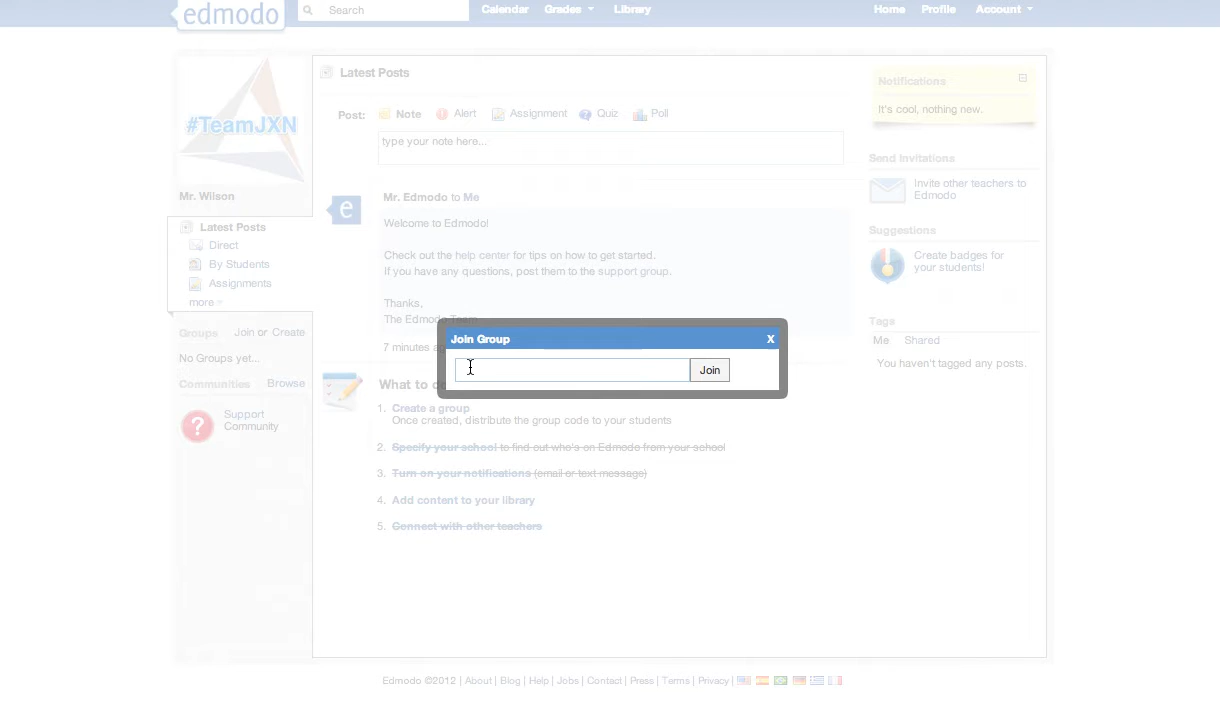 edmodo
Search
Calendar
Grades
Library
Home
Profile
Account
#TeamJXN
Mr. Wilson
Latest Posts
Direct
By Students
Assignments
more
Groups
Join or Create
No Groups yet...
Communities
Browse
Support
Community
Latest Posts
Post:
Note
Alert
Assignment
Quiz
Poll
type your note here...
Mr. Edmodo to Me
Welcome to Edmodo!
Check out the help center for tips on how to get started.
If you have any questions, post them to the support group.
Thanks,
The Edmodo Team
7 minutes
Join Group
X
Join
What to
1. Create a group
Once created, distribute the group code to your students
2. Specify your school to find out who's on Edmodo from your school
3. Turn on your notifications (email or text message)
4. Add content to your library
5. Connect with other teachers
Notifications
It's cool, nothing new.
Send Invitations
Invite other teachers to
Edmodo
Suggestions
Create badges for
your students!
Tags
Me
Shared
You haven't tagged any posts.
Edmodo ©2012 | About | Blog | Help | Jobs | Contact | Press | Terms | Privacy |